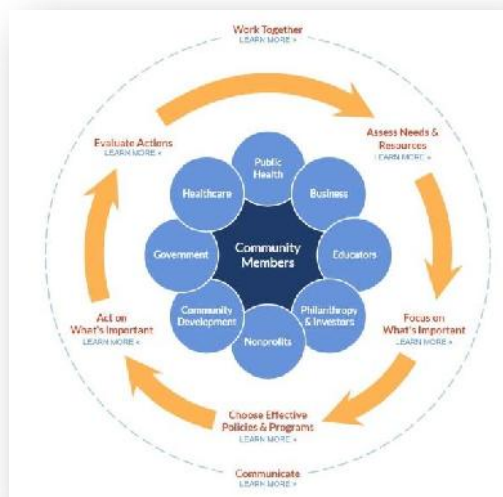 Work Together
LEARN MORE »
Evaluate Actions
LEARN MORE »
Assess Needs &
Resources
LEARN MORE »
Public
Health
Healthcare
Business
Government
Community
Members
Educators
Community
Development
Philanthropy
& Investors
Nonprofits
Act on
What's Important
LEARN MORE »
Focus on
What's Important
LEARN MORE »
Choose Effective
Policies & Programs
LEARN MORE »
Communicate
LEARN MORE »